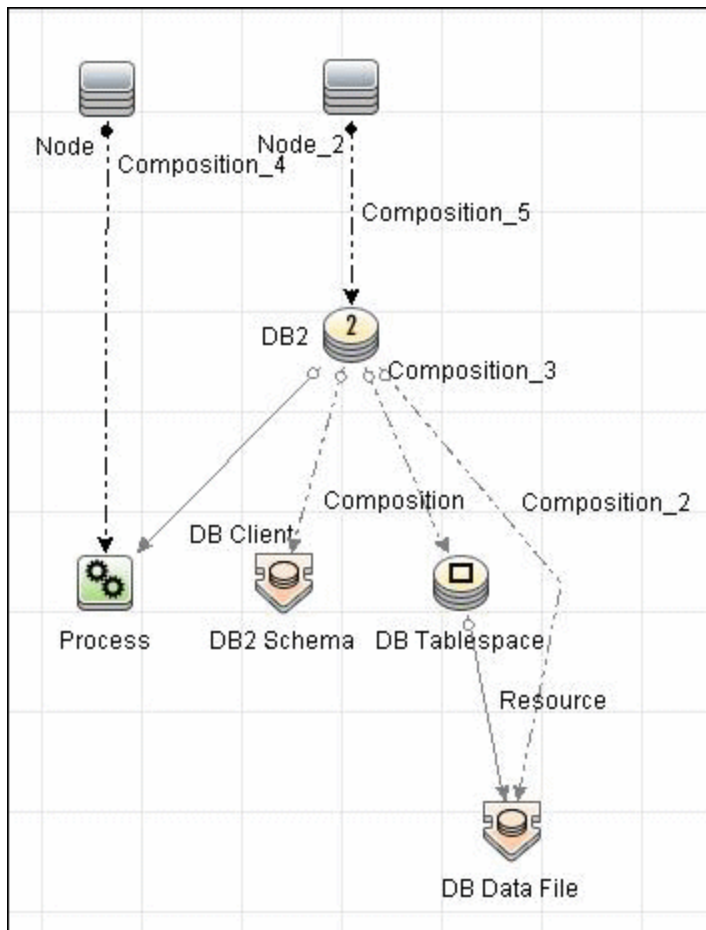 Node
Composition_4
Node_2
Composition_5
2
DB2
Composition_3
Composition
Composition_2
DB Client
Process
DB2 Schema
DB Tablespace
Resource
DB Data File